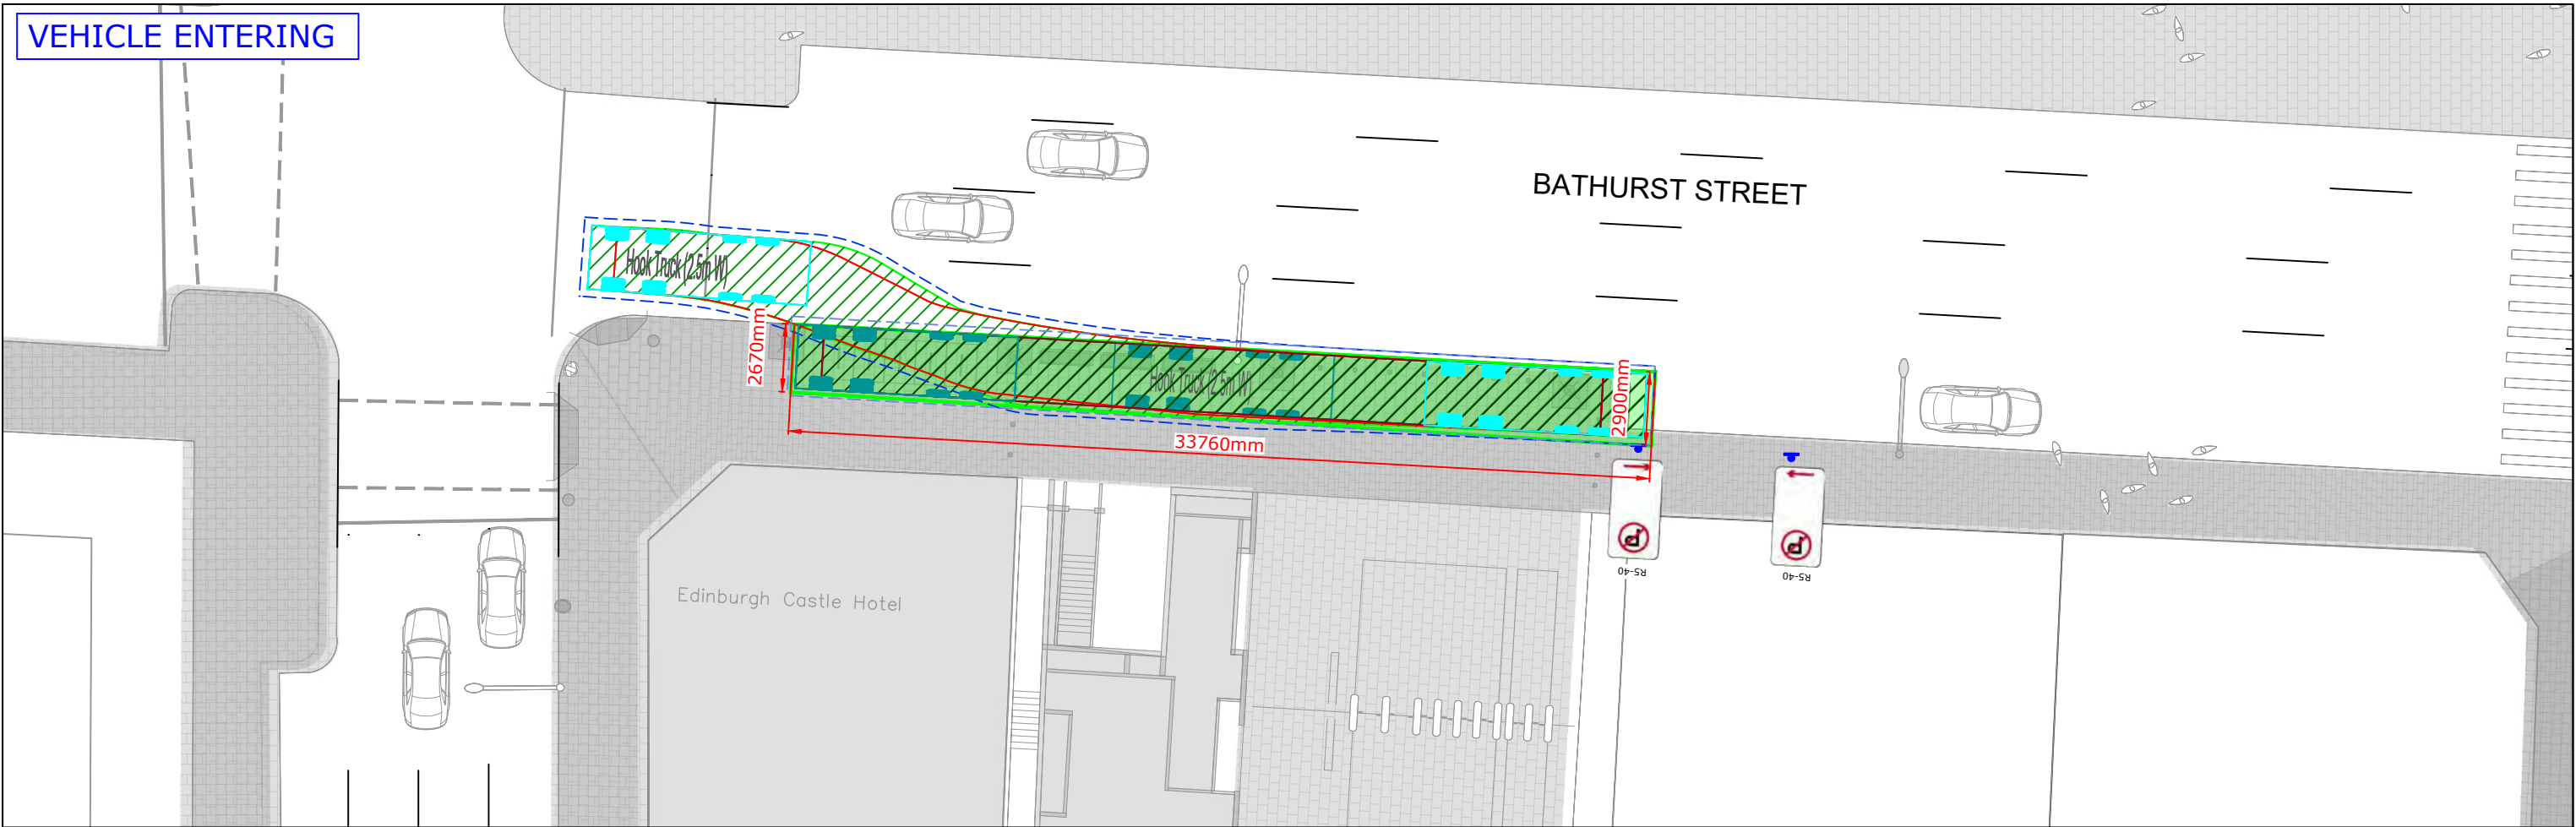 VEHICLE ENTERING
BATHURST STREET
Hook Truck (2.5m W)
2670mm
Hook Truck (2.5m W)
2900mm
33760mm
R5-40
R5-40
Edinburgh Castle Hotel